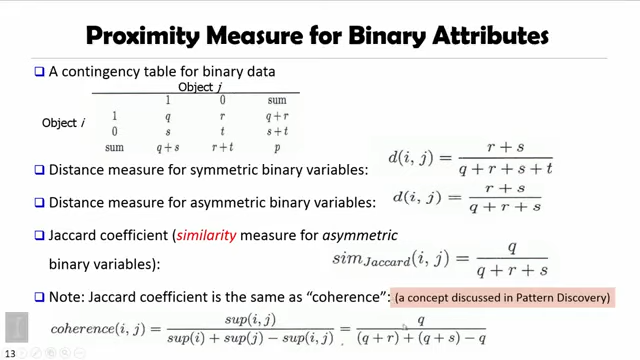 Proximity Measure for Binary Attributes
A contingency table for binary data
Object j
1 0 sum
Object i 1 q r q + r
0 s t s + t
sum q + s r + t p
Distance measure for symmetric binary variables: d(i, j) = (r + s) / (q + r + s + t)
Distance measure for asymmetric binary variables: d(i, j) = (r + s) / (q + r + s)
Jaccard coefficient (similarity measure for asymmetric
binary variables): sim_Jaccard(i, j) = q / (q + r + s)
Note: Jaccard coefficient is the same as "coherence": (a concept discussed in Pattern Discovery)
coherence(i, j) = sup(i, j) / (sup(i) + sup(j) − sup(i, j)) = q / ((q + r) + (q + s) − q)
13